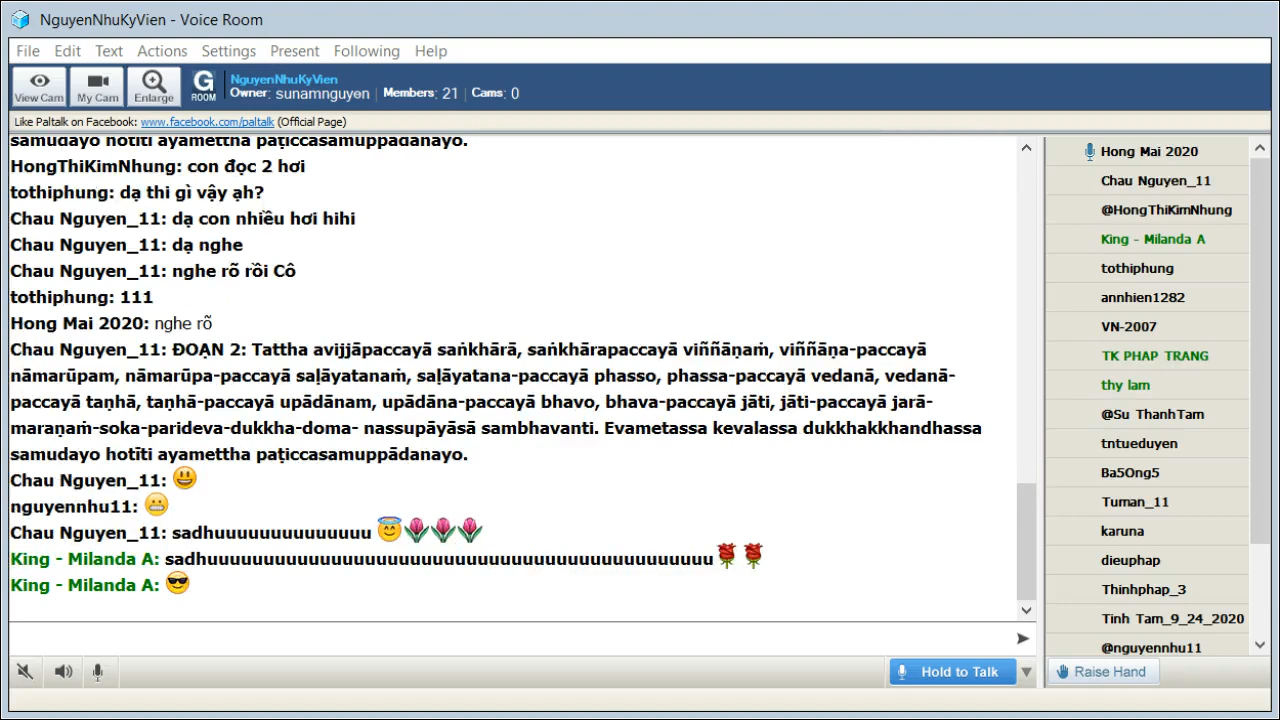 NguyenNhuKyVien - Voice Room
File Edit Text Actions Settings Present Following Help
View Cam My Cam Enlarge G ROOM
NguyenNhuKyVien
Owner: sunamnguyen | Members: 21 | Cams: 0
Like Paltalk on Facebook: www.facebook.com/paltalk (Official Page)
samudayo hotīti ayamettha paṭiccasamuppādanayo.
HongThiKimNhung: con đọc 2 hơi
tothiphung: dạ thi gì vậy ạh?
Chau Nguyen_11: dạ con nhiều hơi hihi
Chau Nguyen_11: dạ nghe
Chau Nguyen_11: nghe rõ rồi Cô
tothiphung: 111
Hong Mai 2020: nghe rõ
Chau Nguyen_11: ĐOẠN 2: Tattha avijjāpaccayā saṅkhārā, saṅkhārapaccayā viññāṇaṁ, viññāṇa-paccayā
nāmarūpam, nāmarūpa-paccayā saḷāyatanaṁ, saḷāyatana-paccayā phasso, phassa-paccayā vedanā, vedanā-
paccayā taṇhā, taṇhā-paccayā upādānam, upādāna-paccayā bhavo, bhava-paccayā jāti, jāti-paccayā jarā-
maraṇaṁ-soka-parideva-dukkha-doma- nassupāyāsā sambhavanti. Evametassa kevalassa dukkhakkhandhassa
samudayo hotīti ayamettha paṭiccasamuppādanayo.
Chau Nguyen_11: 😃
nguyennhu11: 😬
Chau Nguyen_11: sadhuuuuuuuuuuuuuu 😇🌷🌷🌷
King - Milanda A: sadhuuuuuuuuuuuuuuuuuuuuuuuuuuuuuuuuuuuuuuuuuuuuu🌹🌹
King - Milanda A: 😎
Hold to Talk
Hong Mai 2020
Chau Nguyen_11
@HongThiKimNhung
King - Milanda A
tothiphung
annhien1282
VN-2007
TK PHAP TRANG
thy lam
@Su ThanhTam
tntueduyen
Ba5Ong5
Tuman_11
karuna
dieuphap
Thinhphap_3
Tinh Tam_9_24_2020
@nguyennhu11
Raise Hand